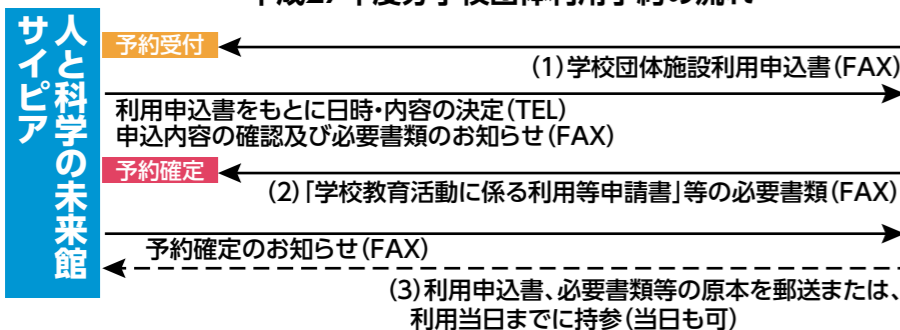 人と科学の未来館
サイピア
予約受付
(1)学校団体施設利用申込書(FAX)
利用申込書をもとに日時・内容の決定(TEL)
申込内容の確認及び必要書類のお知らせ(FAX)
予約確定
(2)「学校教育活動に係る利用等申請書」等の必要書類(FAX)
予約確定のお知らせ(FAX)
(3)利用申込書、必要書類等の原本を郵送または、
利用当日までに持参(当日も可)